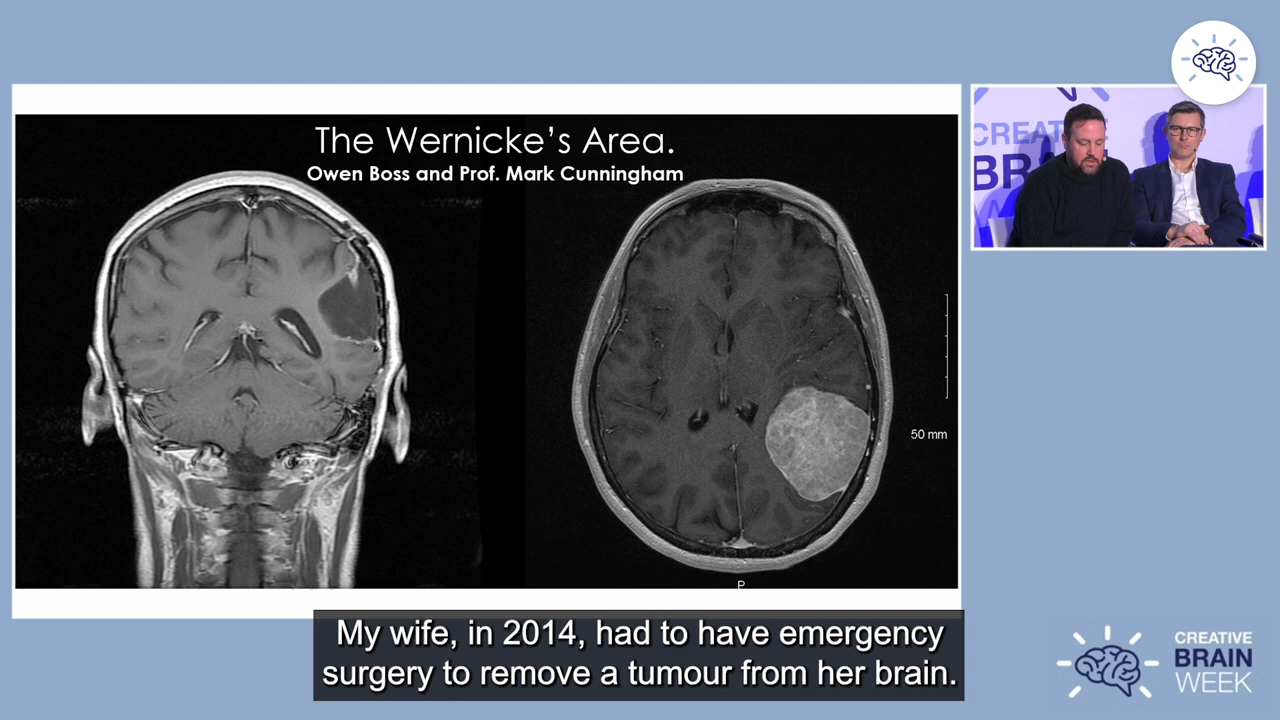 The Wernicke's Area.
Owen Boss and Prof. Mark Cunningham
CREATIVE
BRAIN
50 mm
P
My wife, in 2014, had to have emergency
surgery to remove a tumour from her brain.
CREATIVE
BRAIN
WEEK